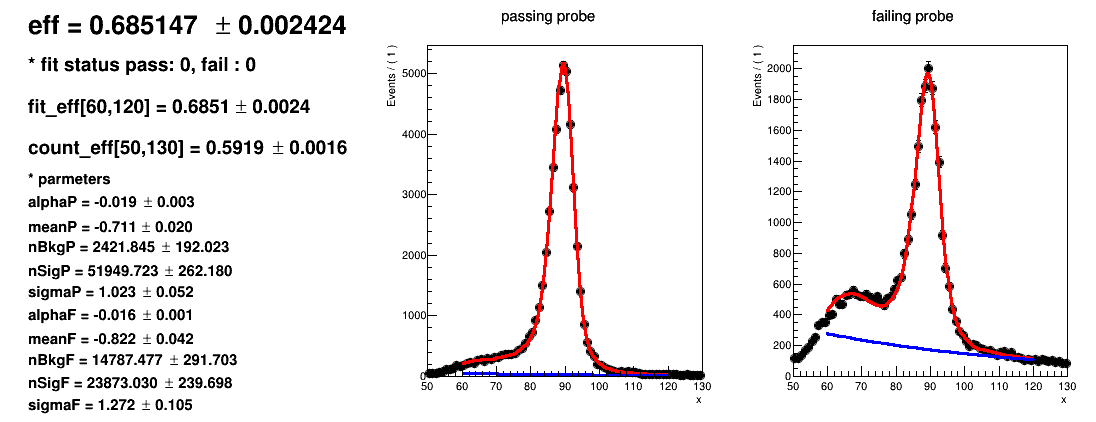 eff = 0.685147 ± 0.002424
* fit status pass: 0, fail : 0
fit_eff[60,120] = 0.6851 ± 0.0024
count_eff[50,130] = 0.5919 ± 0.0016
* parmeters
alphaP = -0.019 ± 0.003
meanP = -0.711 ± 0.020
nBkgP = 2421.845 ± 192.023
nSigP = 51949.723 ± 262.180
sigmaP = 1.023 ± 0.052
alphaF = -0.016 ± 0.001
meanF = -0.822 ± 0.042
nBkgF = 14787.477 ± 291.703
nSigF = 23873.030 ± 239.698
sigmaF = 1.272 ± 0.105
passing probe
Events / ( 1 )
5000
4000
3000
2000
1000
0
50 60 70 80 90 100 110 120 130
x
failing probe
Events / ( 1 )
2000
1800
1600
1400
1200
1000
800
600
400
200
0
50 60 70 80 90 100 110 120 130
x